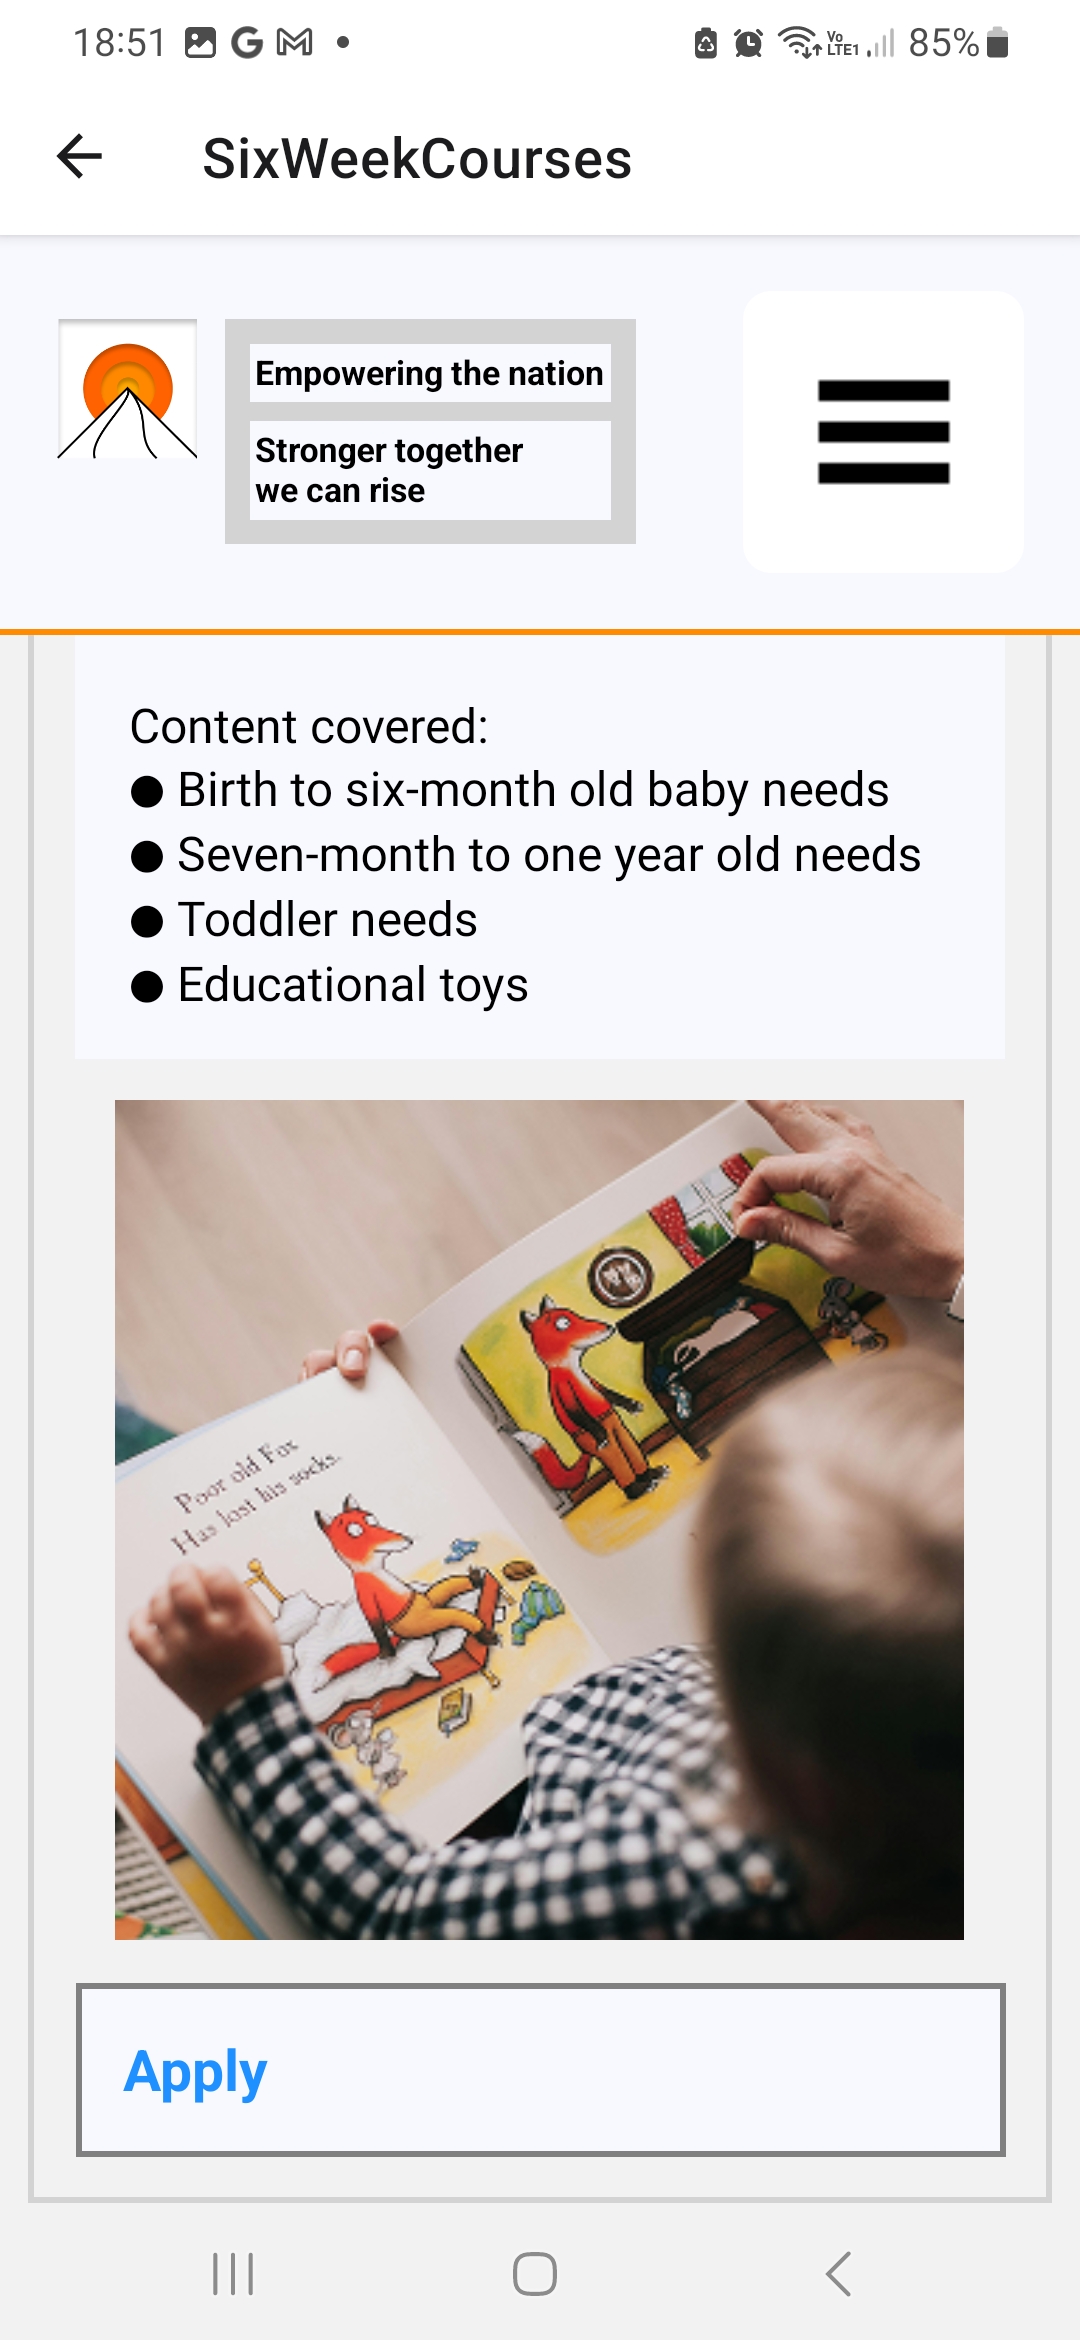 18:51
Vo
LTE1
85%
SixWeekCourses
Empowering the nation
Stronger together
we can rise
Content covered:
● Birth to six-month old baby needs
● Seven-month to one year old needs
● Toddler needs
● Educational toys
Poor old Fox
Has lost his socks.
Apply